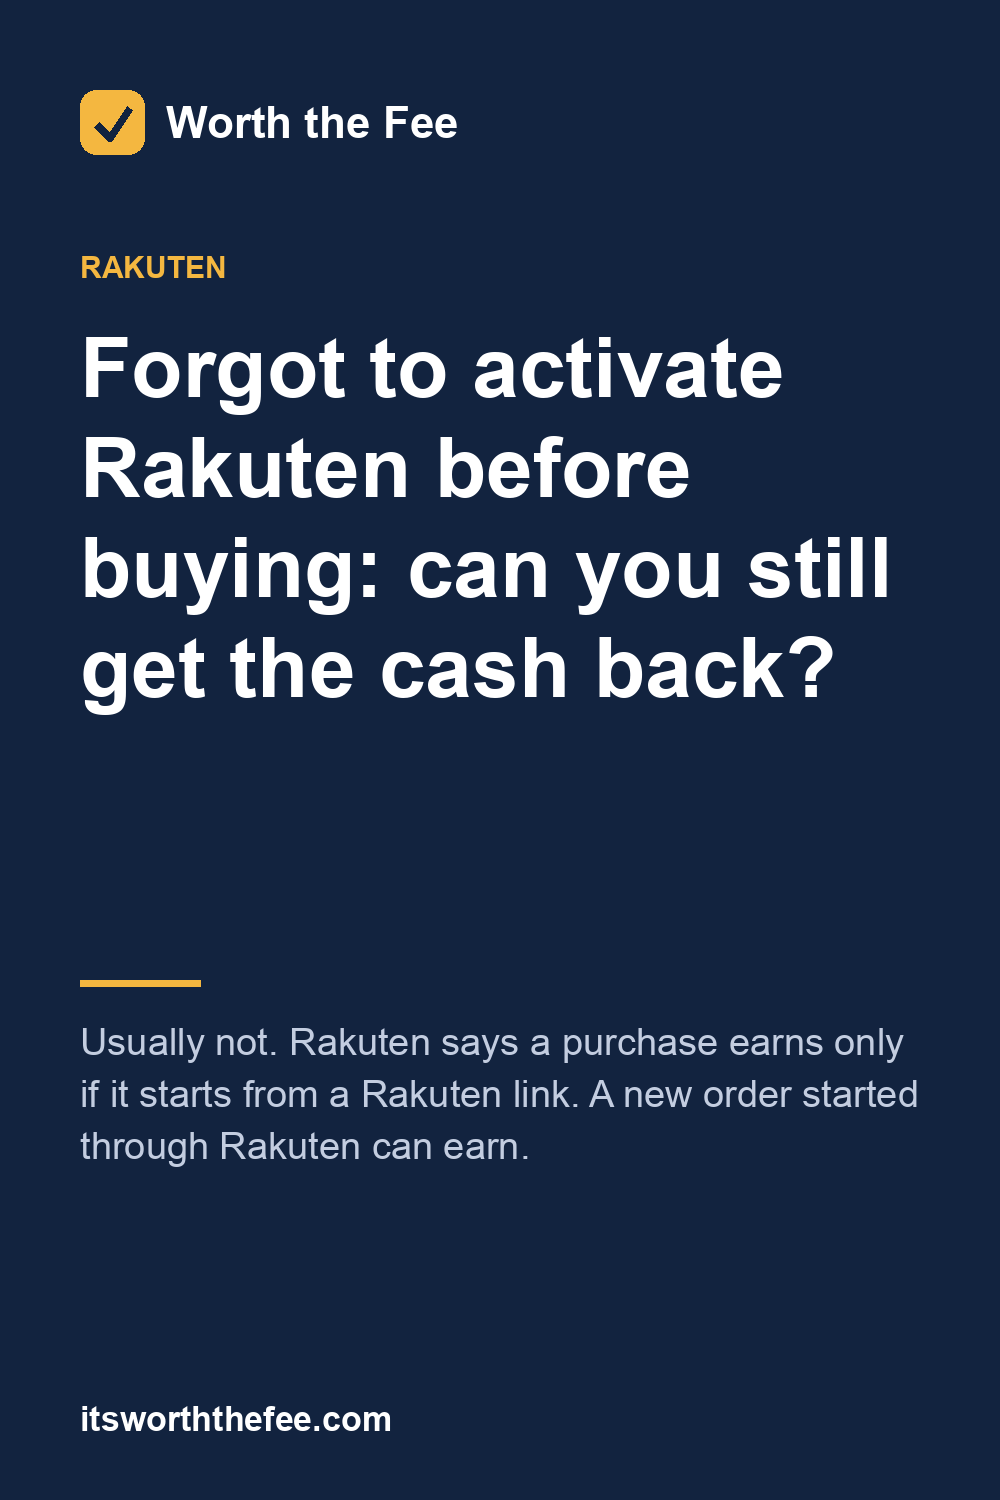 Worth the Fee
RAKUTEN
Forgot to activate
Rakuten before
buying: can you still
get the cash back?
Usually not. Rakuten says a purchase earns only
if it starts from a Rakuten link. A new order started
through Rakuten can earn.
itsworththefee.com